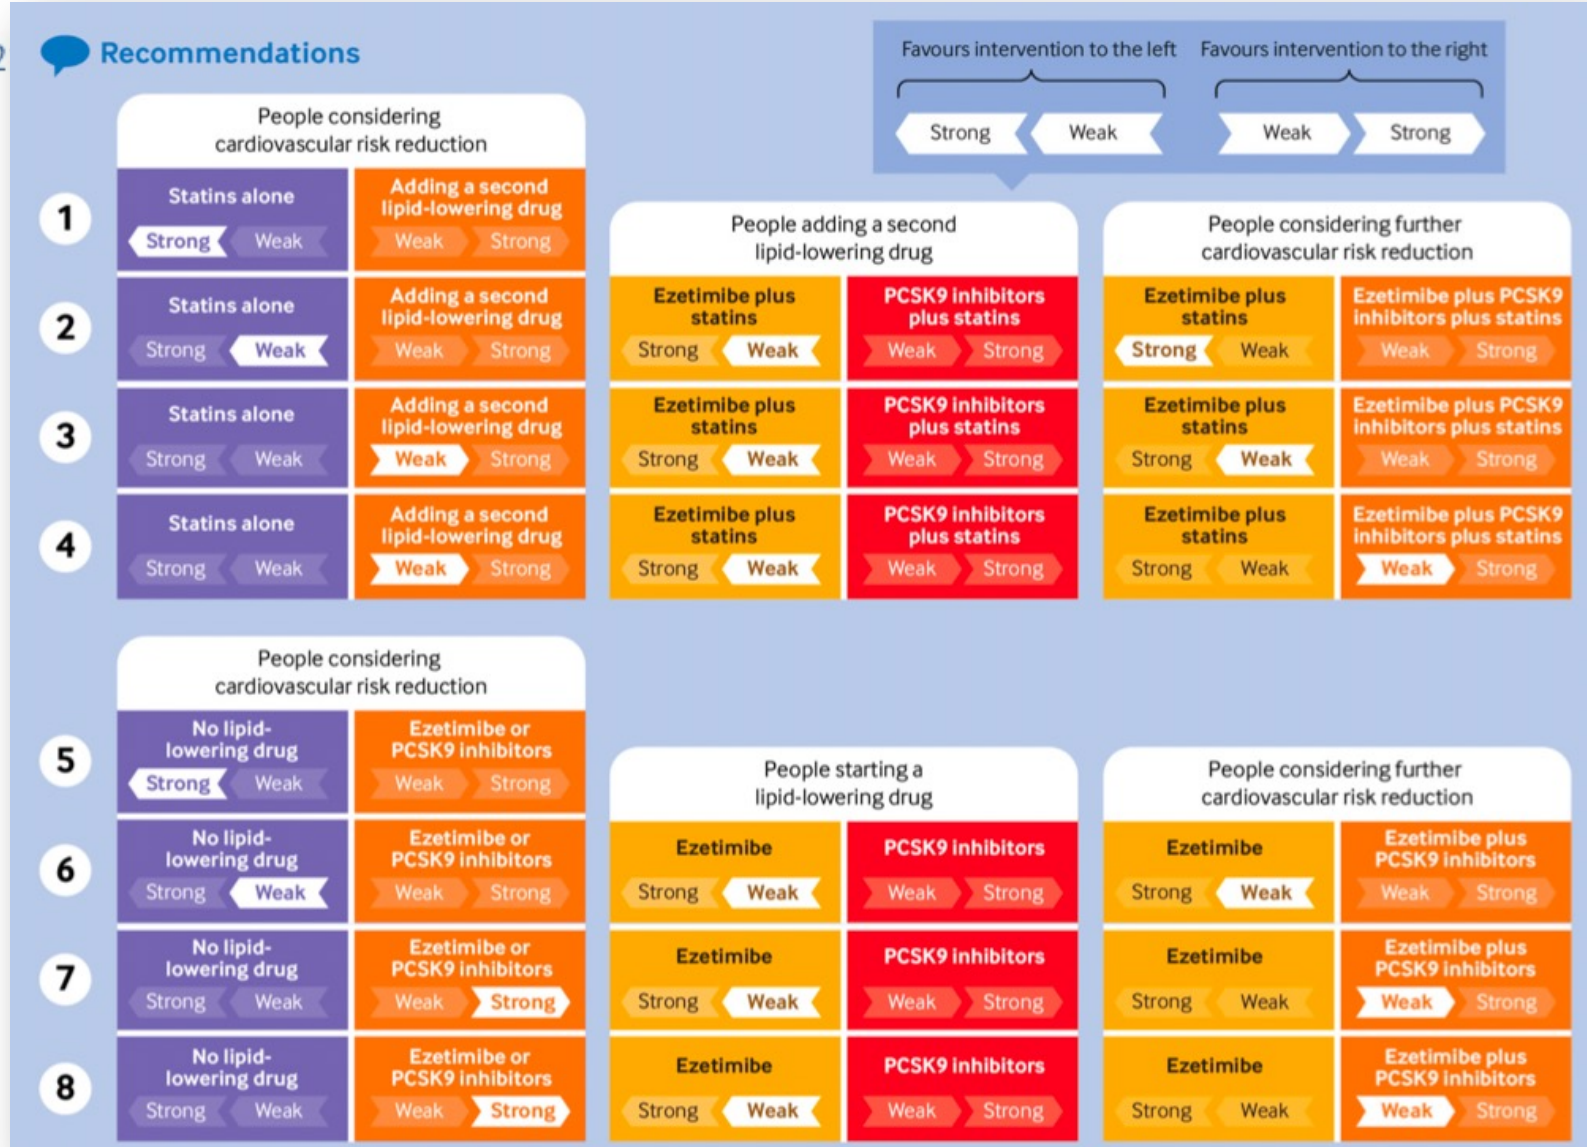 Recommendations
Favours intervention to the left Favours intervention to the right
Strong Weak Weak Strong
People considering
cardiovascular risk reduction
1
Statins alone
Strong Weak
Adding a second
lipid-lowering drug
Weak Strong
People adding a second
lipid-lowering drug
People considering further
cardiovascular risk reduction
2
Statins alone
Strong Weak
Adding a second
lipid-lowering drug
Weak Strong
Ezetimibe plus
statins
Strong Weak
PCSK9 inhibitors
plus statins
Weak Strong
Ezetimibe plus
statins
Strong Weak
Ezetimibe plus PCSK9
inhibitors plus statins
Weak Strong
3
Statins alone
Strong Weak
Adding a second
lipid-lowering drug
Weak Strong
Ezetimibe plus
statins
Strong Weak
PCSK9 inhibitors
plus statins
Weak Strong
Ezetimibe plus
statins
Strong Weak
Ezetimibe plus PCSK9
inhibitors plus statins
Weak Strong
4
Statins alone
Strong Weak
Adding a second
lipid-lowering drug
Weak Strong
Ezetimibe plus
statins
Strong Weak
PCSK9 inhibitors
plus statins
Weak Strong
Ezetimibe plus
statins
Strong Weak
Ezetimibe plus PCSK9
inhibitors plus statins
Weak Strong
People considering
cardiovascular risk reduction
5
No lipid-
lowering drug
Strong Weak
Ezetimibe or
PCSK9 inhibitors
Weak Strong
People starting a
lipid-lowering drug
People considering further
cardiovascular risk reduction
6
No lipid-
lowering drug
Strong Weak
Ezetimibe or
PCSK9 inhibitors
Weak Strong
Ezetimibe
Strong Weak
PCSK9 inhibitors
Weak Strong
Ezetimibe
Strong Weak
Ezetimibe plus
PCSK9 inhibitors
Weak Strong
7
No lipid-
lowering drug
Strong Weak
Ezetimibe or
PCSK9 inhibitors
Weak Strong
Ezetimibe
Strong Weak
PCSK9 inhibitors
Weak Strong
Ezetimibe
Strong Weak
Ezetimibe plus
PCSK9 inhibitors
Weak Strong
8
No lipid-
lowering drug
Strong Weak
Ezetimibe or
PCSK9 inhibitors
Weak Strong
Ezetimibe
Strong Weak
PCSK9 inhibitors
Weak Strong
Ezetimibe
Strong Weak
Ezetimibe plus
PCSK9 inhibitors
Weak Strong